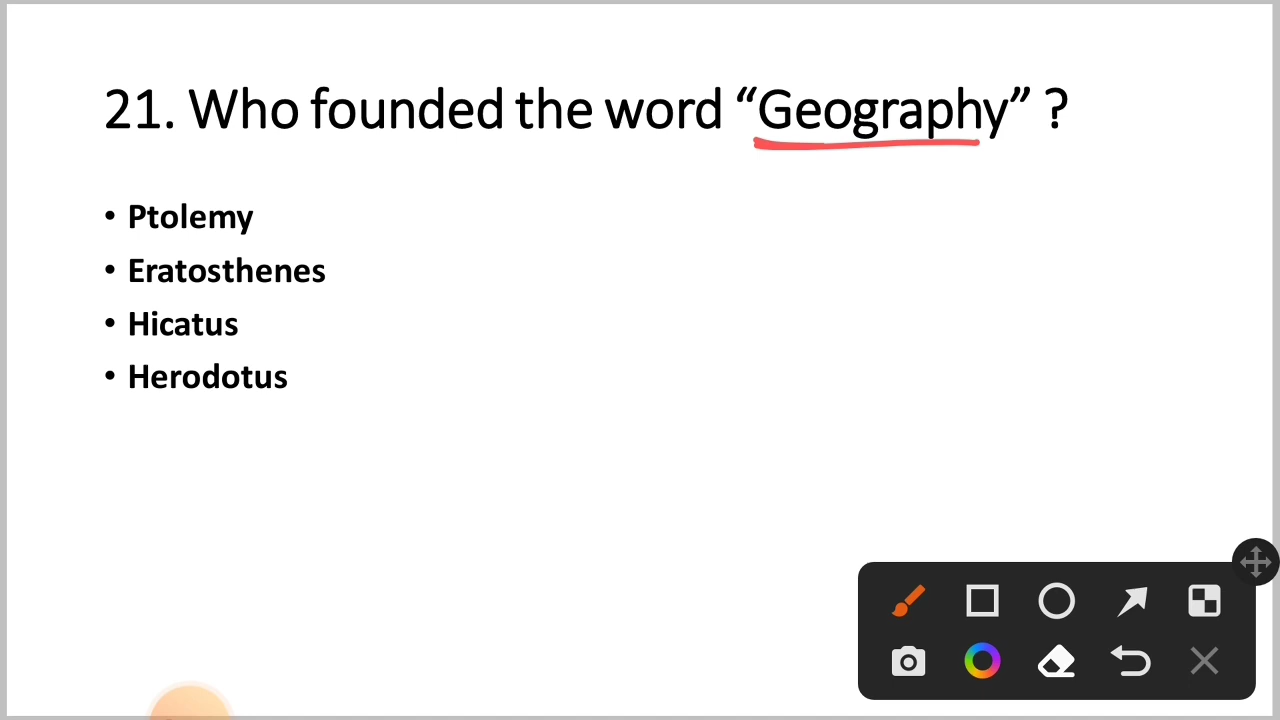 21. Who founded the word “Geography” ?
• Ptolemy
• Eratosthenes
• Hicatus
• Herodotus